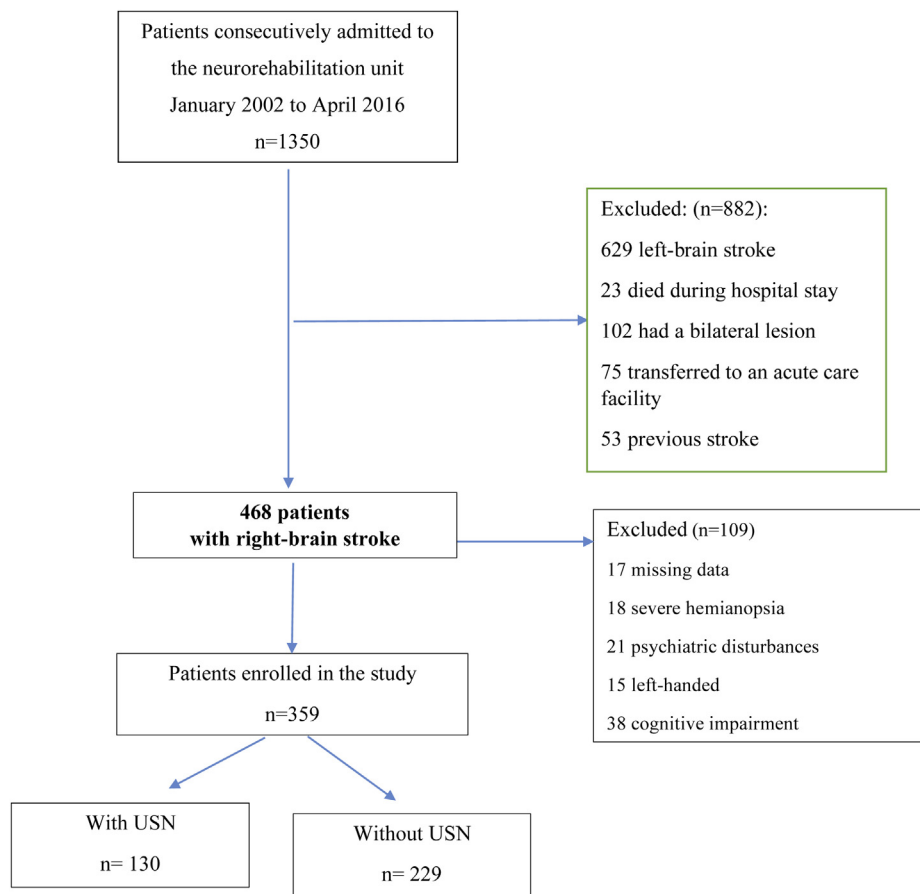 Patients consecutively admitted to
the neurorehabilitation unit
January 2002 to April 2016
n=1350
Excluded: (n=882):
629 left-brain stroke
23 died during hospital stay
102 had a bilateral lesion
75 transferred to an acute care
facility
53 previous stroke
468 patients
with right-brain stroke
Excluded (n=109)
17 missing data
18 severe hemianopsia
21 psychiatric disturbances
15 left-handed
38 cognitive impairment
Patients enrolled in the study
n=359
With USN
n= 130
Without USN
n= 229